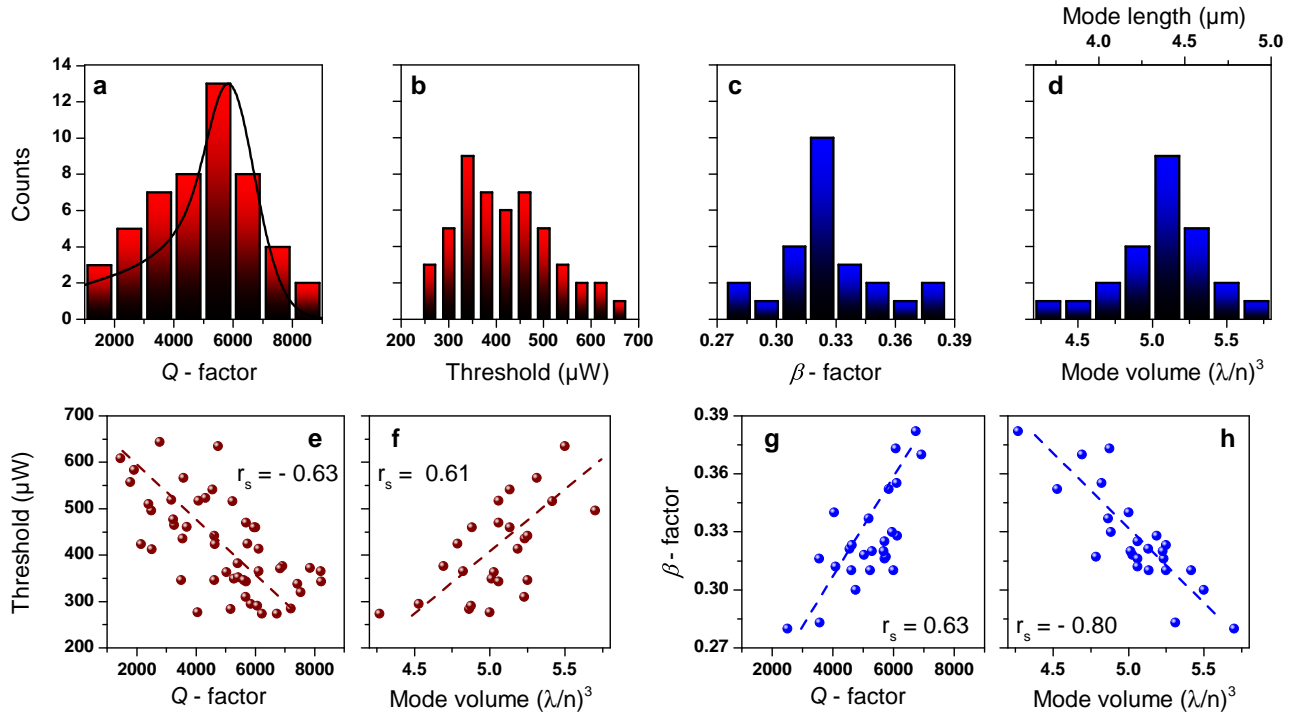 Mode length (μm)
4.0 4.5 5.0
a b c d
14
12
10
8
6
4
2
0
Counts
2000 4000 6000 8000
200 300 400 500 600 700
0.27 0.30 0.33 0.36 0.39
4.5 5.0 5.5
Q - factor
Threshold (μW)
β - factor
Mode volume (λ/n)³
e f g h
700
600
500
400
300
200
Threshold (μW)
rs = - 0.63
rs = 0.61
0.39
0.36
0.33
0.30
0.27
β - factor
rs = 0.63
rs = - 0.80
2000 4000 6000 8000
4.5 5.0 5.5
2000 4000 6000 8000
4.5 5.0 5.5
Q - factor
Mode volume (λ/n)³
Q - factor
Mode volume (λ/n)³